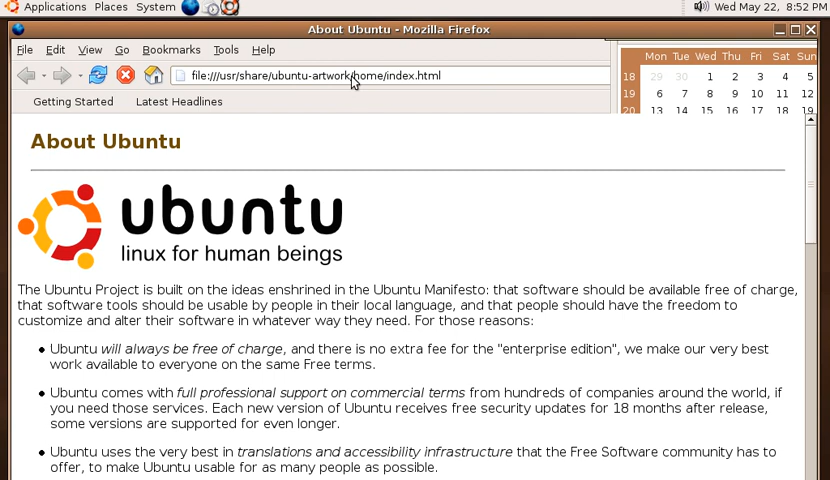 Applications Places System Wed May 22, 8:52 PM
About Ubuntu - Mozilla Firefox
File Edit View Go Bookmarks Tools Help
file:///usr/share/ubuntu-artwork/home/index.html
Getting Started Latest Headlines
Mon Tue Wed Thu Fri Sat Sun
18 29 30 1 2 3 4 5
19 6 7 8 9 10 11 12
20 13 14 15 16 17 18 19
About Ubuntu
ubuntu
linux for human beings
The Ubuntu Project is built on the ideas enshrined in the Ubuntu Manifesto: that software should be available free of charge,
that software tools should be usable by people in their local language, and that people should have the freedom to
customize and alter their software in whatever way they need. For those reasons:
• Ubuntu will always be free of charge, and there is no extra fee for the "enterprise edition", we make our very best
work available to everyone on the same Free terms.
• Ubuntu comes with full professional support on commercial terms from hundreds of companies around the world, if
you need those services. Each new version of Ubuntu receives free security updates for 18 months after release,
some versions are supported for even longer.
• Ubuntu uses the very best in translations and accessibility infrastructure that the Free Software community has to
offer, to make Ubuntu usable for as many people as possible.